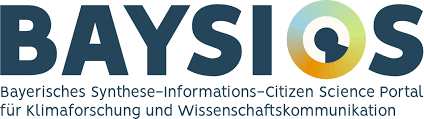 BAYSIOS
Bayerisches Synthese-Informations-Citizen Science Portal
für Klimaforschung und Wissenschaftskommunikation